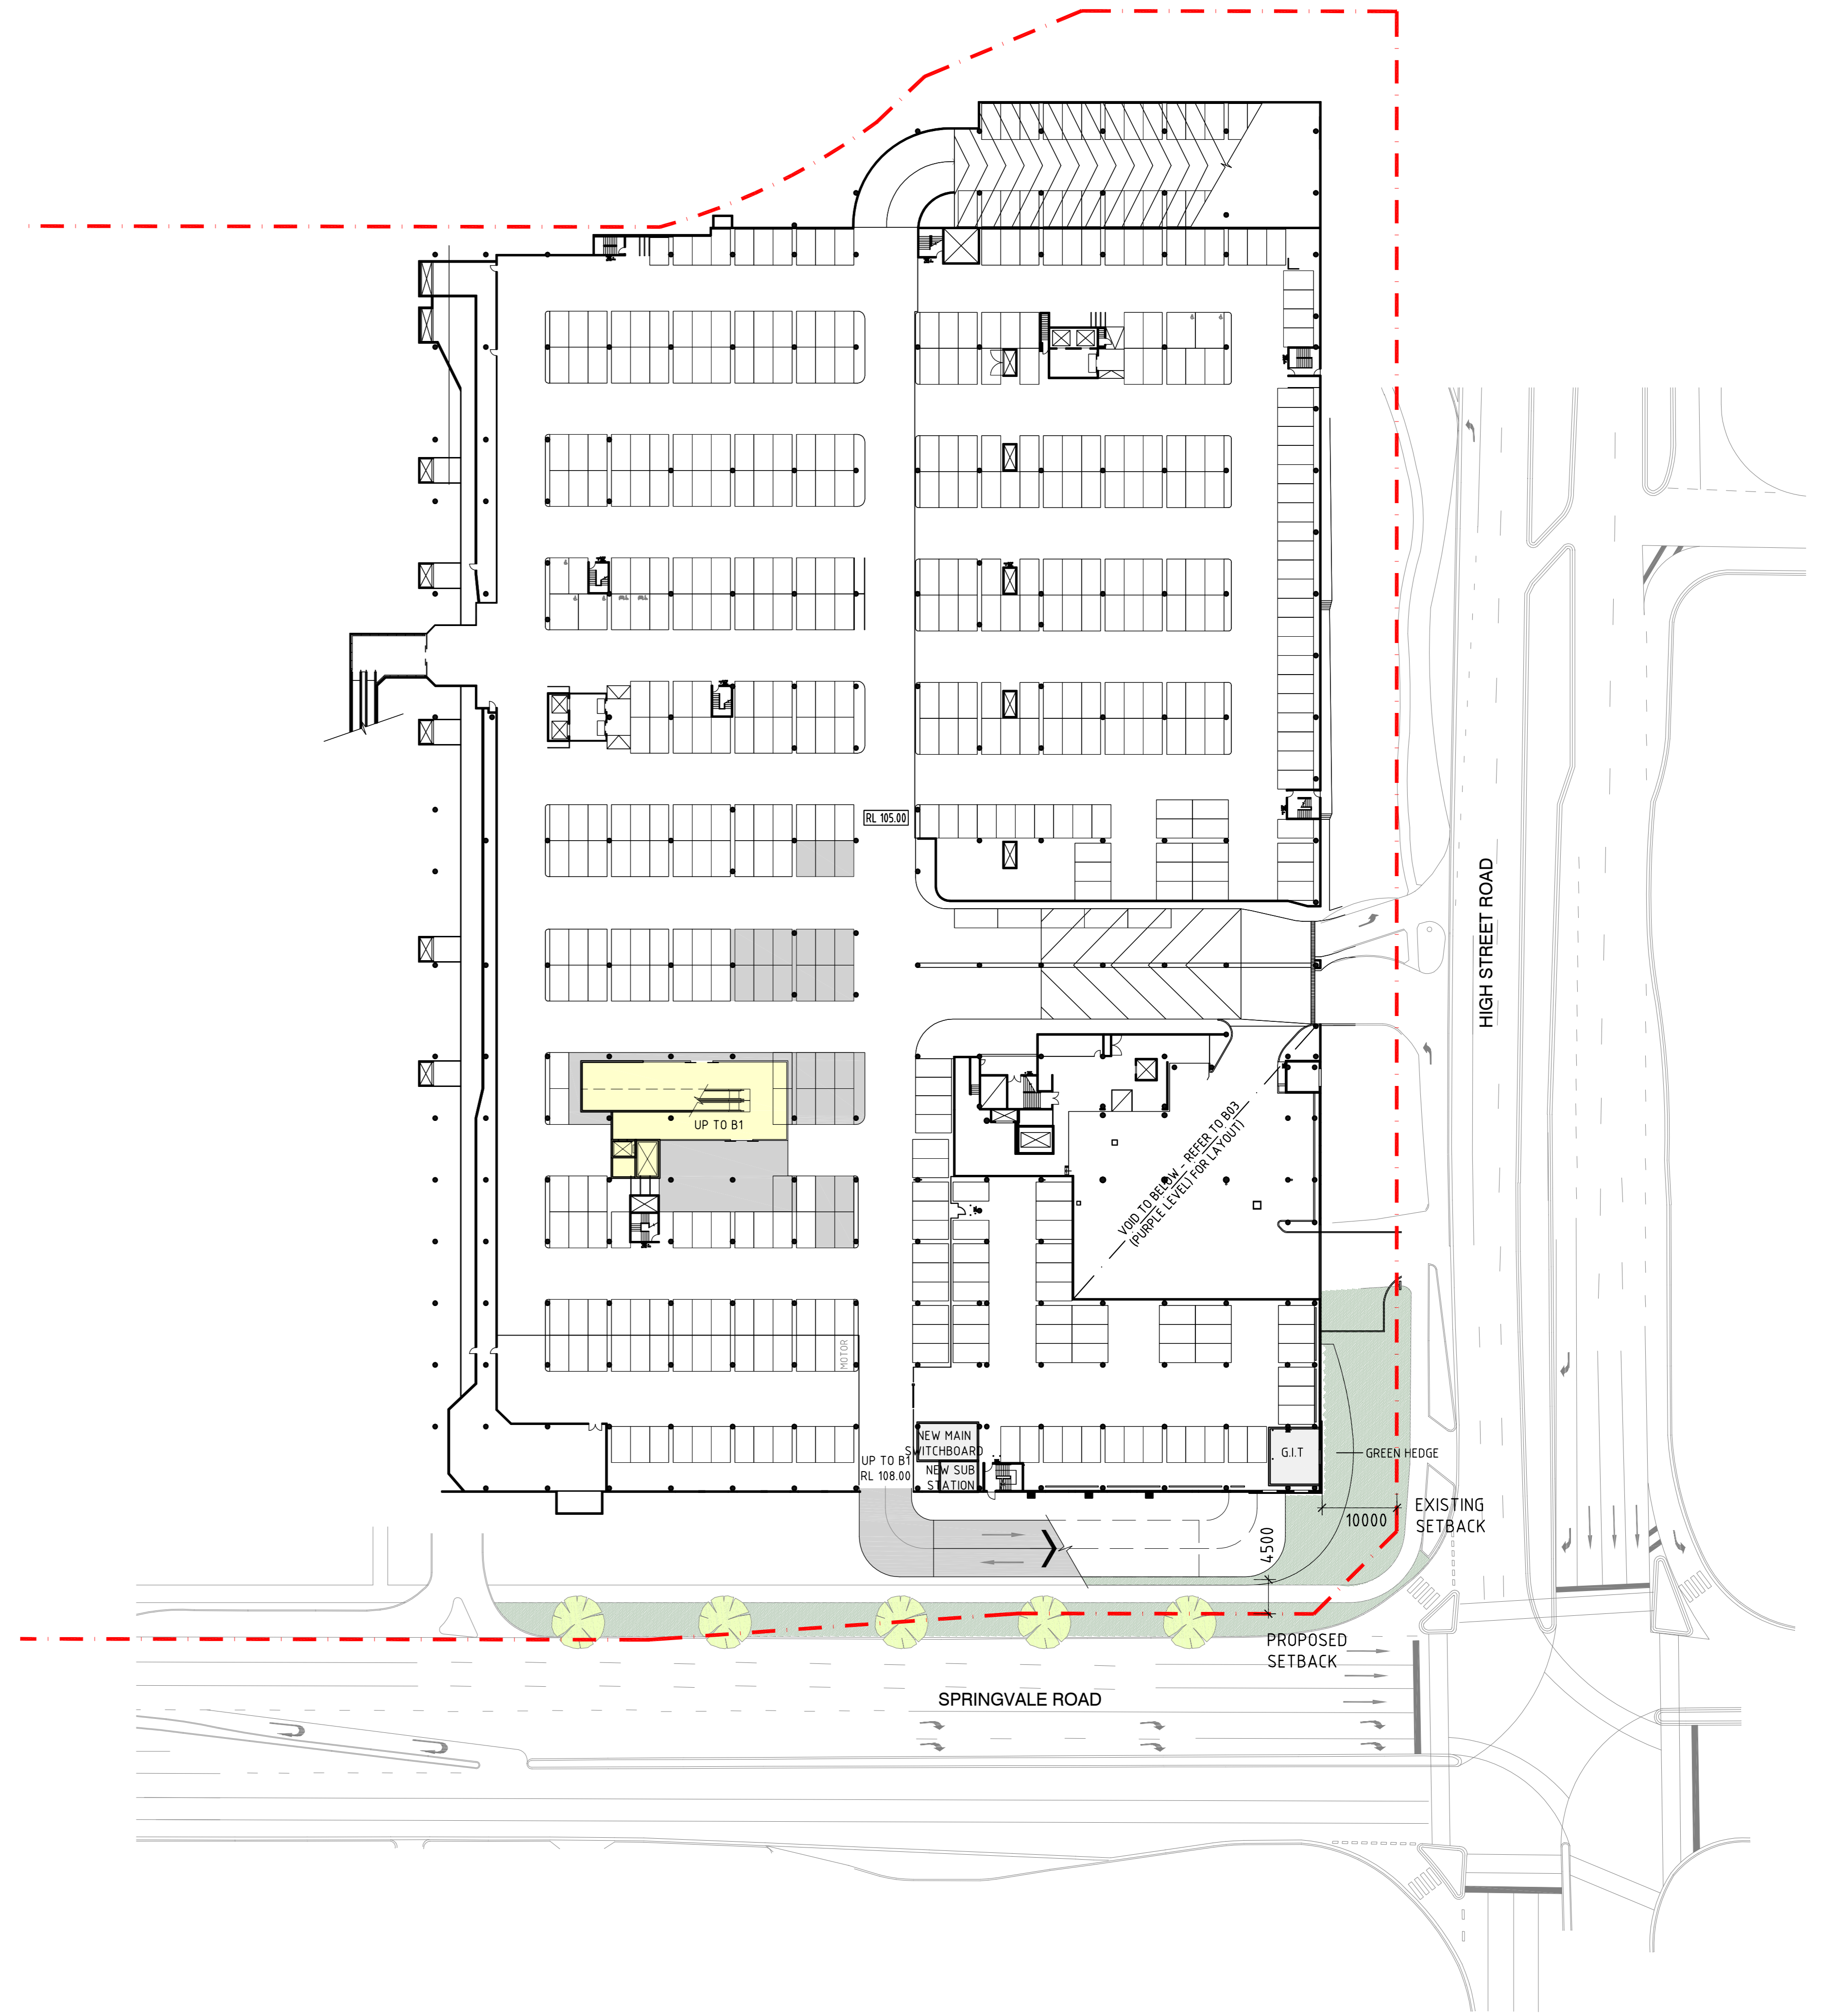 RL 105.00
HIGH STREET ROAD
UP TO B1
VOID TO BELOW - REFER TO B03
(PURPLE LEVEL) FOR LAYOUT)
MOTOR
NEW MAIN
SWITCHBOARD
UP TO B1
RL 108.00
NEW SUB
STATION
G.I.T
GREEN HEDGE
10000
EXISTING
SETBACK
4500
PROPOSED
SETBACK
SPRINGVALE ROAD